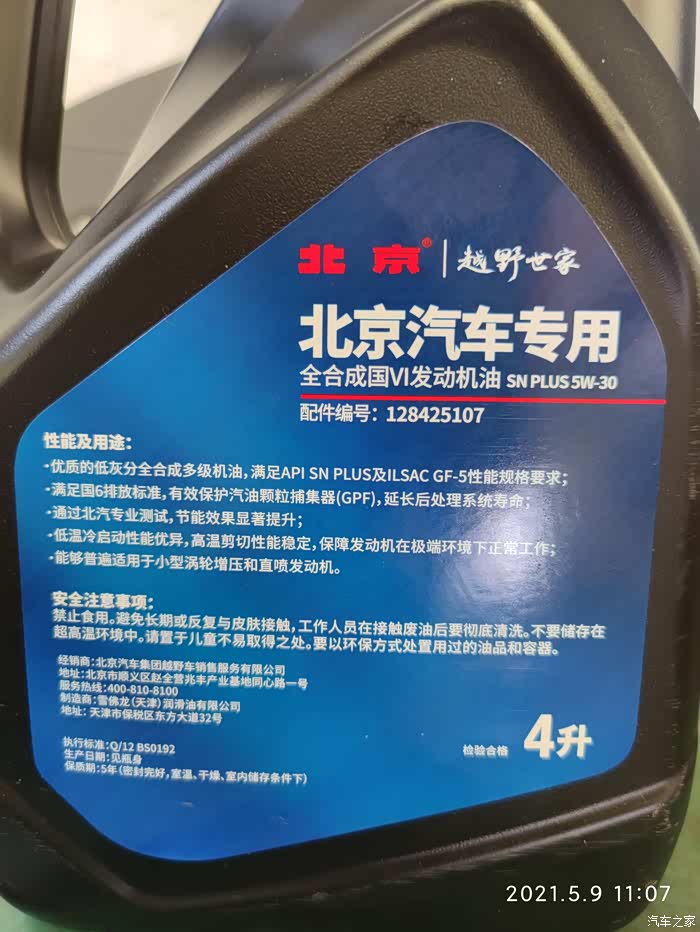 北京® | 越野世家
北京汽车专用
全合成国VI发动机油 SN PLUS 5W-30
配件编号：128425107
性能及用途：
·优质的低灰分全合成多级机油，满足API SN PLUS及ILSAC GF-5性能规格要求；
·满足国6排放标准，有效保护汽油颗粒捕集器(GPF)，延长后处理系统寿命；
·通过北汽专业测试，节能效果显著提升；
·低温冷启动性能优异，高温剪切性能稳定，保障发动机在极端环境下正常工作；
·能够普遍适用于小型涡轮增压和直喷发动机。
安全注意事项：
禁止食用。避免长期或反复与皮肤接触，工作人员在接触废油后要彻底清洗。不要储存在
超高温环境中。请置于儿童不易取得之处。要以环保方式处置用过的油品和容器。
经销商：北京汽车集团越野车销售服务有限公司
地址：北京市顺义区赵全营兆丰产业基地同心路一号
服务热线：400-810-8100
制造商：雪佛龙（天津）润滑油有限公司
地址：天津市保税区东方大道32号
执行标准：Q/12 BS0192
生产日期：见瓶身
保质期：5年（密封完好，室温、干燥、室内储存条件下）
检验合格 4升
2021.5.9 11:07
汽车之家